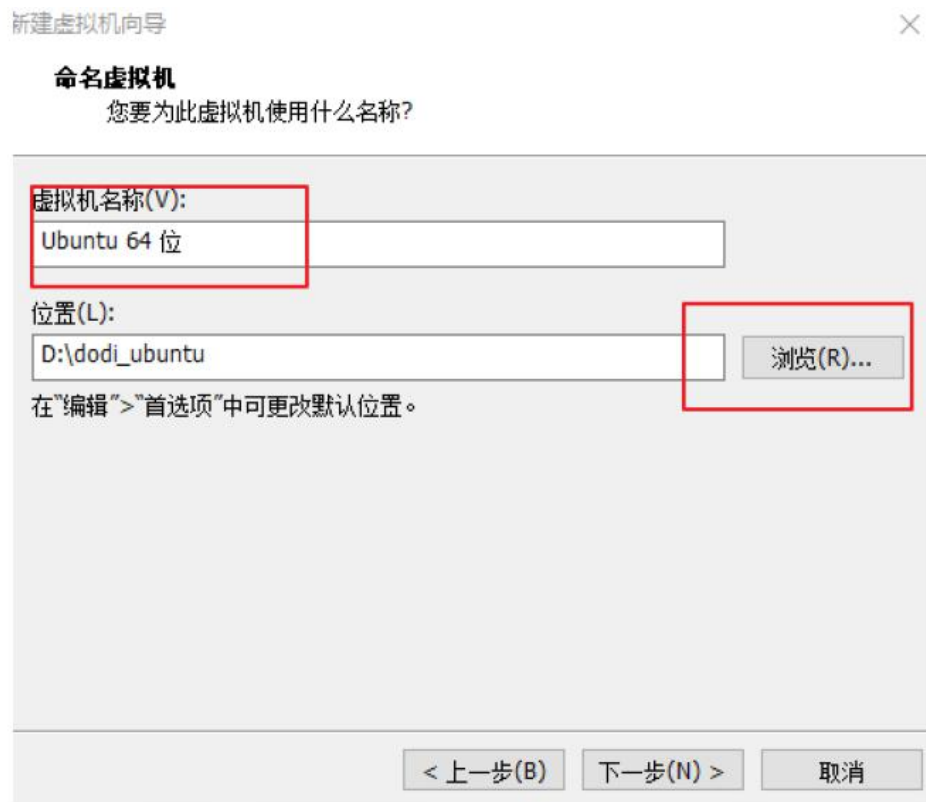 新建虚拟机向导
命名虚拟机
您要为此虚拟机使用什么名称?
虚拟机名称(V):
Ubuntu 64 位
位置(L):
D:\dodi_ubuntu
浏览(R)...
在“编辑”>“首选项”中可更改默认位置。
< 上一步(B)
下一步(N) >
取消